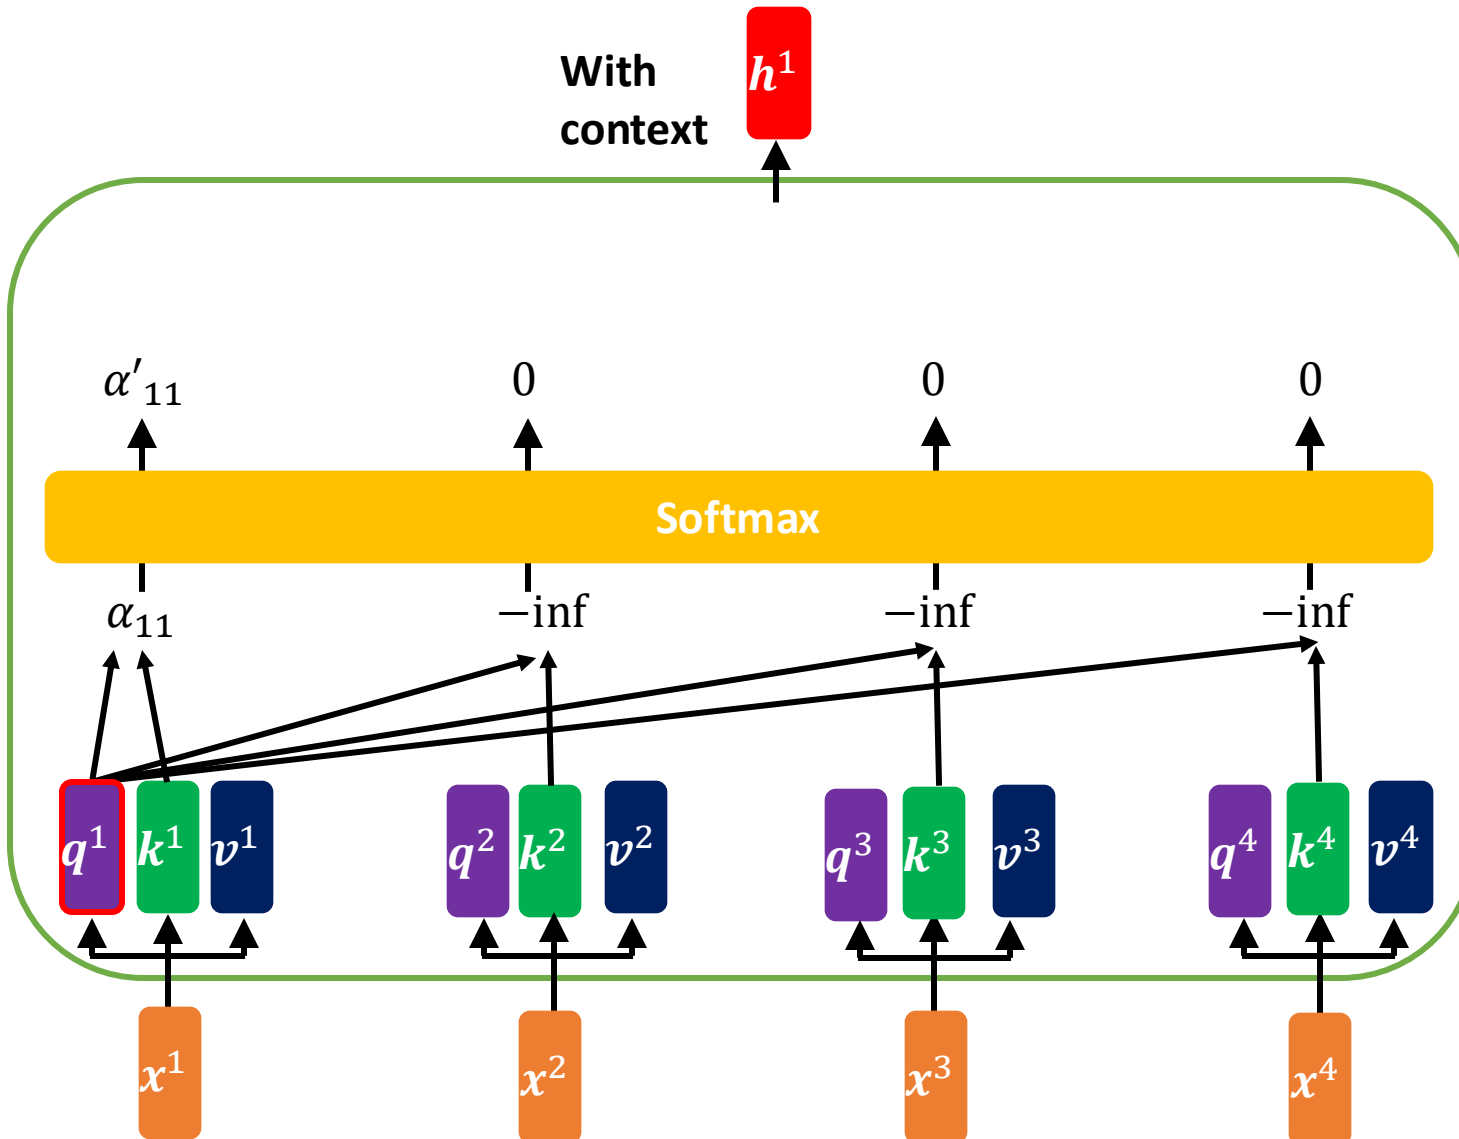 With
context
h¹
α′₁₁ 0 0 0
Softmax
α₁₁ −inf −inf −inf
q¹ k¹ v¹ q² k² v² q³ k³ v³ q⁴ k⁴ v⁴
x¹ x² x³ x⁴